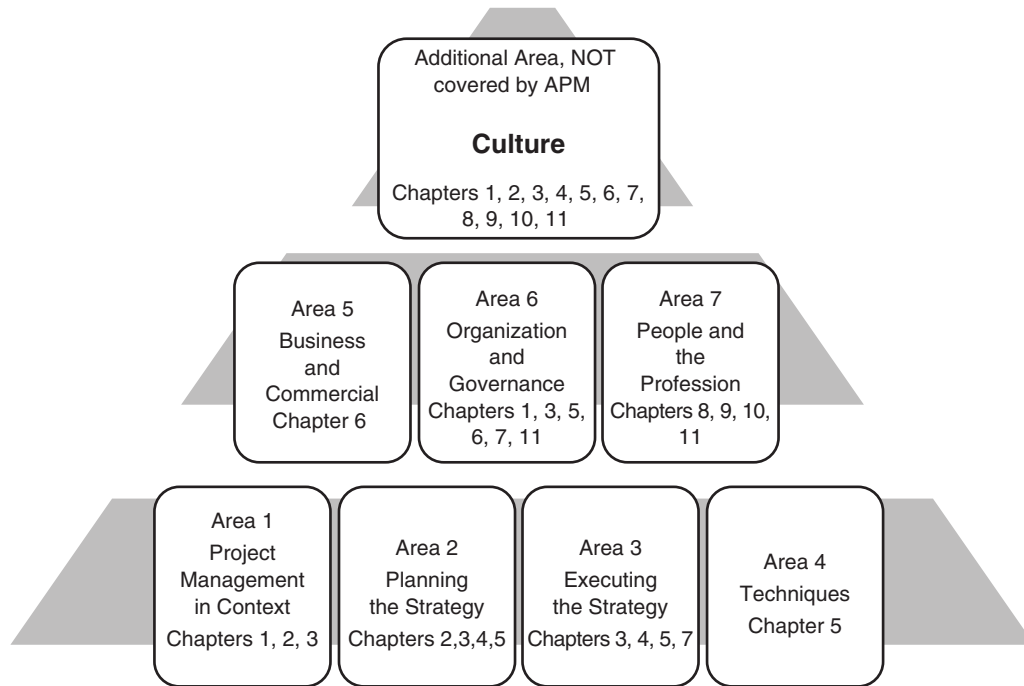 Additional Area, NOT
covered by APM
Culture
Chapters 1, 2, 3, 4, 5, 6, 7,
8, 9, 10, 11
Area 5
Business
and
Commercial
Chapter 6
Area 6
Organization
and
Governance
Chapters 1, 3, 5,
6, 7, 11
Area 7
People and
the
Profession
Chapters 8, 9, 10,
11
Area 1
Project
Management
in Context
Chapters 1, 2, 3
Area 2
Planning
the Strategy
Chapters 2,3,4,5
Area 3
Executing
the Strategy
Chapters 3, 4, 5, 7
Area 4
Techniques
Chapter 5